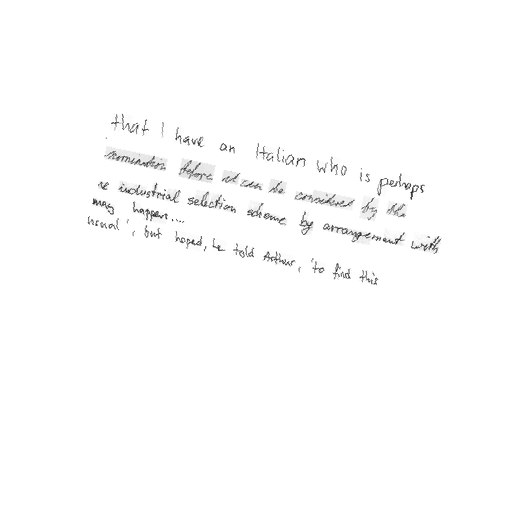 that I have an Italian who is perhaps
nomination before it can be considered by the
se industrial selection scheme by arrangement with
may happen....
usual', but hoped, he told Arthur, 'to find this